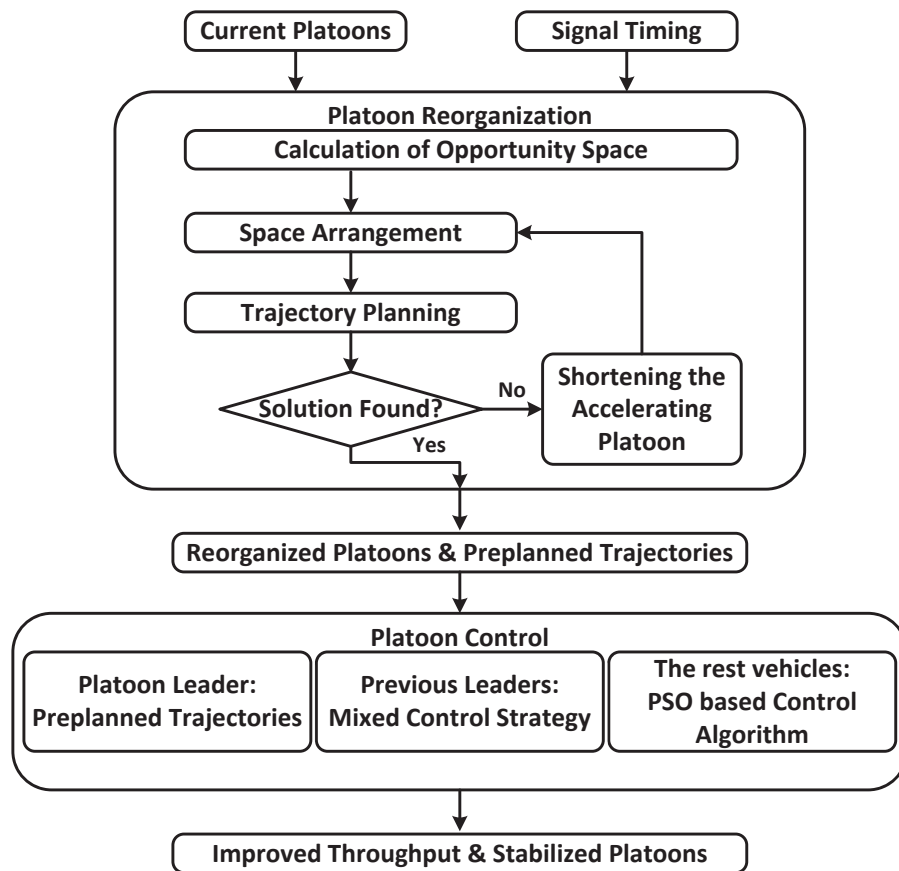 Current Platoons
Signal Timing
Platoon Reorganization
Calculation of Opportunity Space
Space Arrangement
Trajectory Planning
Solution Found?
No
Yes
Shortening the
Accelerating
Platoon
Reorganized Platoons & Preplanned Trajectories
Platoon Control
Platoon Leader:
Preplanned Trajectories
Previous Leaders:
Mixed Control Strategy
The rest vehicles:
PSO based Control
Algorithm
Improved Throughput & Stabilized Platoons